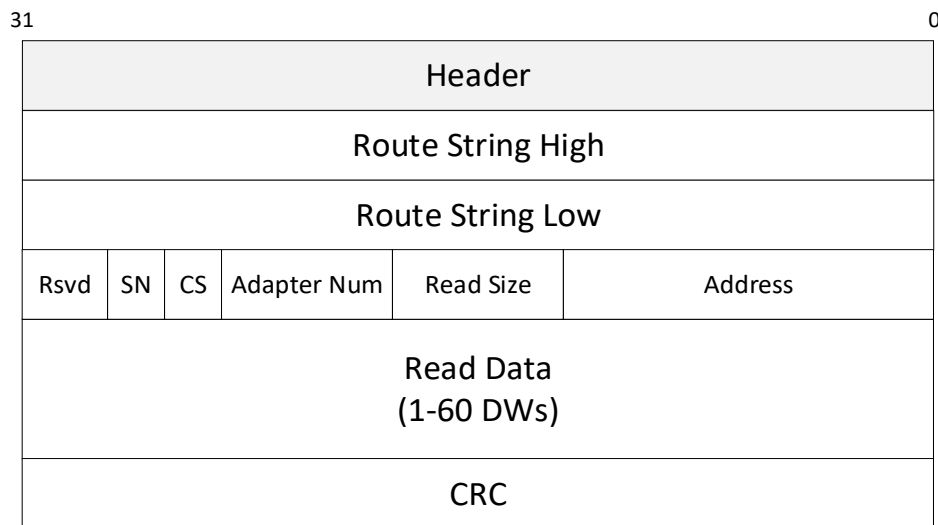 31 0
Header
Route String High
Route String Low
Rsvd SN CS Adapter Num Read Size Address
Read Data
(1-60 DWs)
CRC